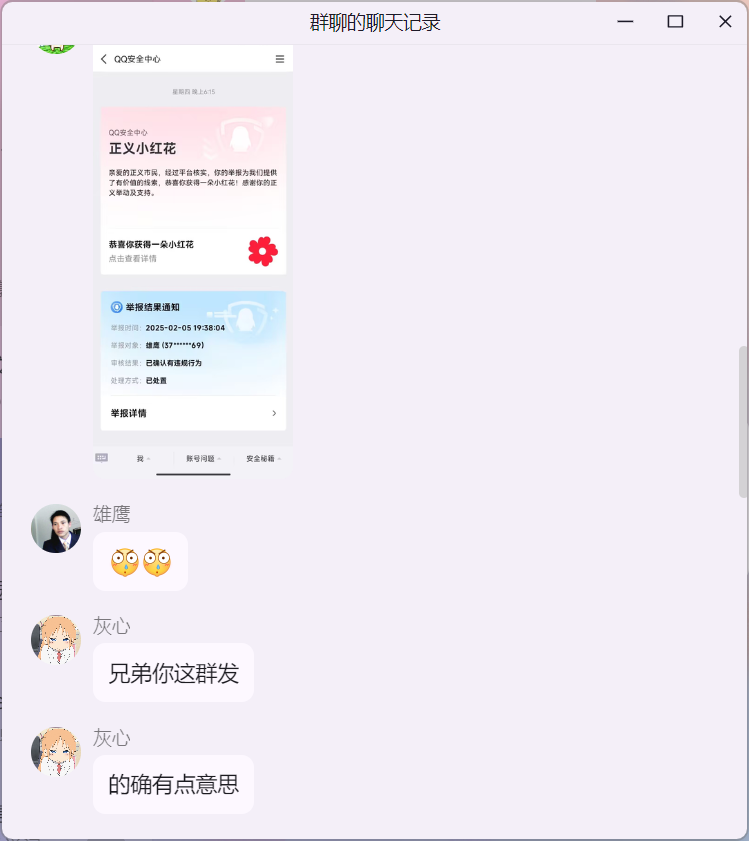 群聊的聊天记录
QQ安全中心
星期四 晚上6:15
QQ安全中心
正义小红花
亲爱的正义市民，经过平台核实，你的举报为我们提供
了有价值的线索，恭喜你获得一朵小红花！感谢你的正
义举动及支持。
恭喜你获得一朵小红花
点击查看详情
举报结果通知
举报时间：2025-02-05 19:38:04
举报对象：雄鹰 (37******69)
审核结果：已确认有违规行为
处理方式：已处置
举报详情
我
账号问题
安全秘籍
雄鹰
灰心
兄弟你这群发
灰心
的确有点意思